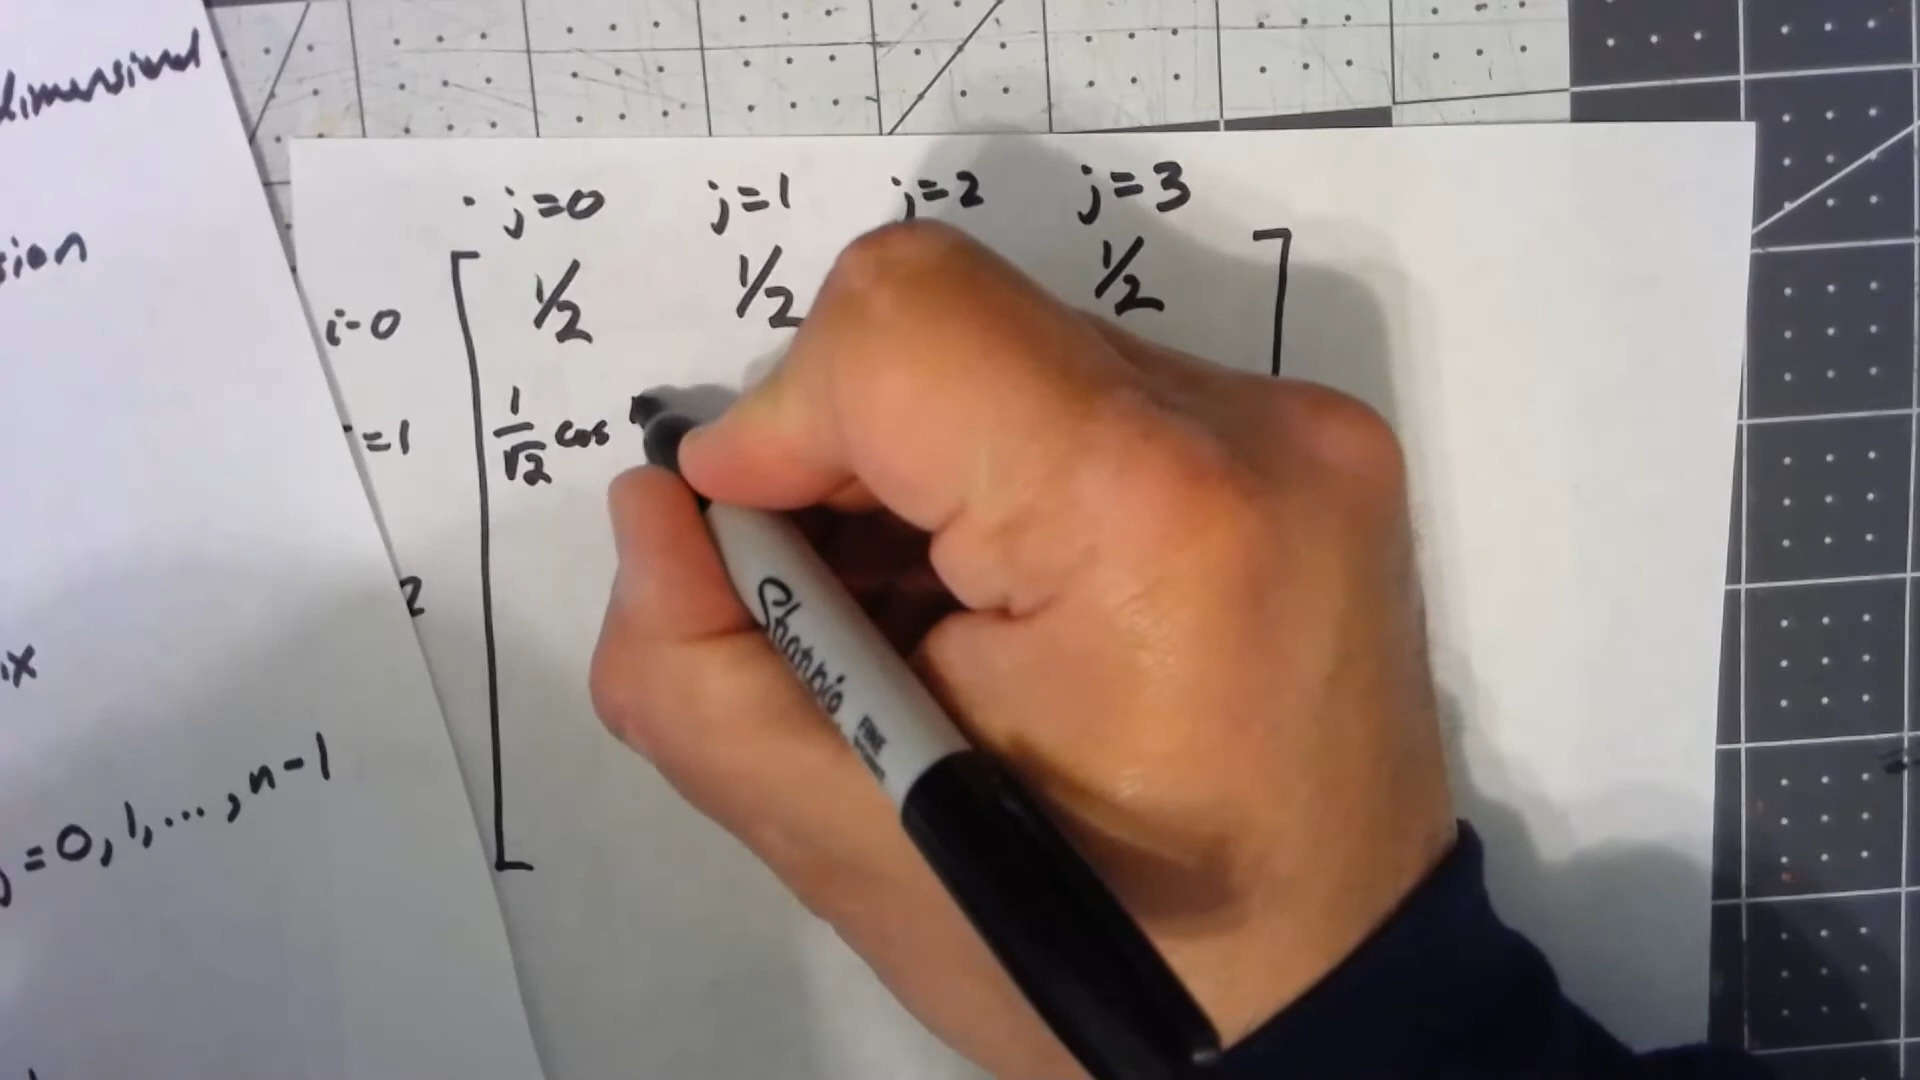 dimensional
sion
ix
j=0,1,...,n-1
j=0 j=1 j=2 j=3
i=0 1/2 1/2 1/2
=1 1/√2 cos
2
Sharpie
FINE